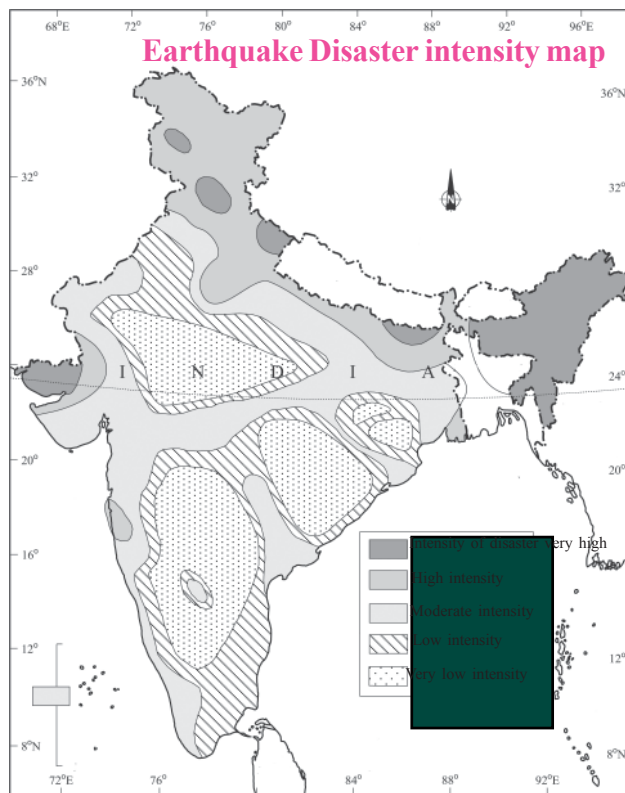 68°E 72° 76° 80° 84° 88° 92° 96°E
Earthquake Disaster intensity map
36°N 36°N
32° 32°N
N
28° 28°
I N D I A
24° 24°
20° 20°
Intensity of disaster very high
16°
High intensity
Moderate intensity
Low intensity
12° 12°
Very low intensity
8°N 8°N
72°E 76° 84° 88° 92°E